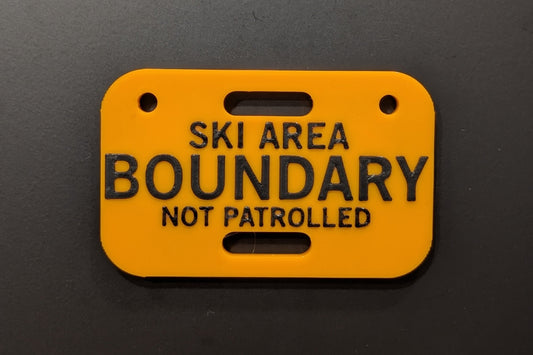 SKI AREA
BOUNDARY
NOT PATROLLED